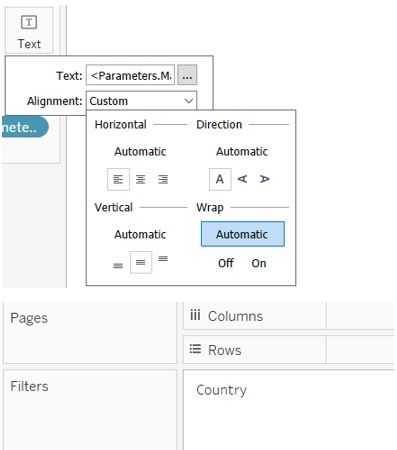 T
Text
Text: <Parameters.Ma ...
Alignment: Custom
nete..
Horizontal Direction
Automatic Automatic
A A A
Vertical Wrap
Automatic Automatic
Off On
Pages
Columns
Rows
Filters
Country